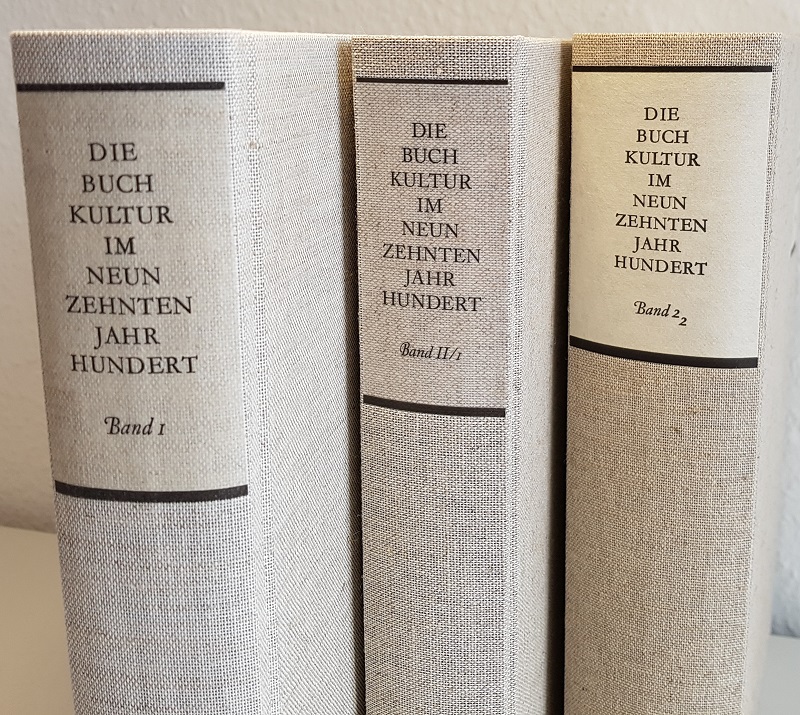 DIE
BUCH
KULTUR
IM
NEUN
ZEHNTEN
JAHR
HUNDERT
Band 1
DIE
BUCH
KULTUR
IM
NEUN
ZEHNTEN
JAHR
HUNDERT
Band II/1
DIE
BUCH
KULTUR
IM
NEUN
ZEHNTEN
JAHR
HUNDERT
Band 2 2